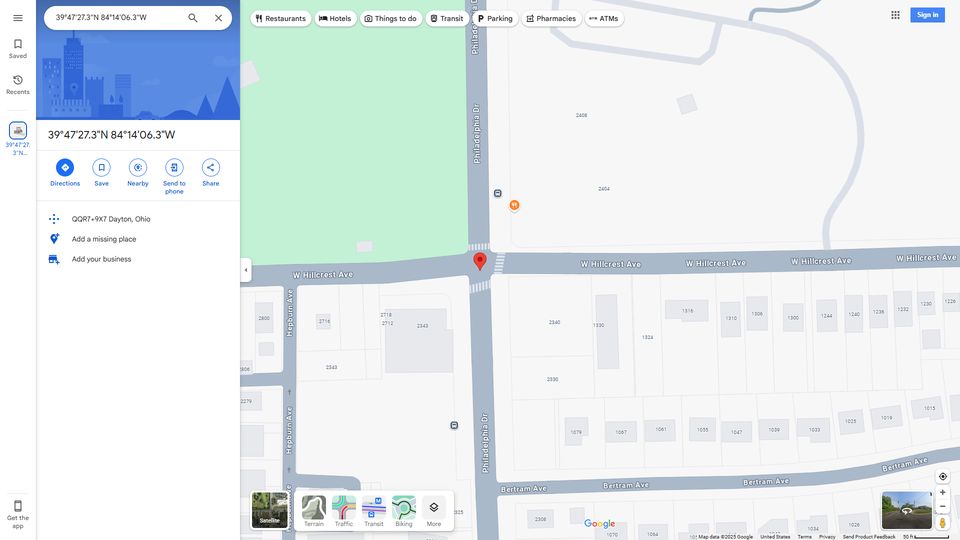 39°47'27.3"N 84°14'06.3"W
Restaurants
Hotels
Things to do
Transit
Parking
Pharmacies
ATMs
Sign in
Saved
Recents
39°47'27.
3"N...
39°47'27.3"N 84°14'06.3"W
Directions
Save
Nearby
Send to
phone
Share
QQR7+9X7 Dayton, Ohio
Add a missing place
Add your business
Get the
app
Philadelphia Dr
Philadelphia Dr
2408
2404
W Hillcrest Ave
W Hillcrest Ave
W Hillcrest Ave
W Hillcrest Ave
W Hillcrest Ave
Hepburn Ave
2800
2716
2718
2712
2343
2340
1330
1324
1316
1310
1306
1300
1244
1240
1236
1232
1230
1226
2806
2343
2330
2279
Hepburn Ave
Philadelphia Dr
1079
1067
1061
1055
1047
1039
1033
1025
1019
1015
Bertram Ave
Bertram Ave
Bertram Ave
Bertram Ave
2308
2325
1070
1064
1034
1026
Satellite
Terrain
Traffic
Transit
Biking
More
Google
Map data ©2025 Google
United States
Terms
Privacy
Send Product Feedback
50 ft